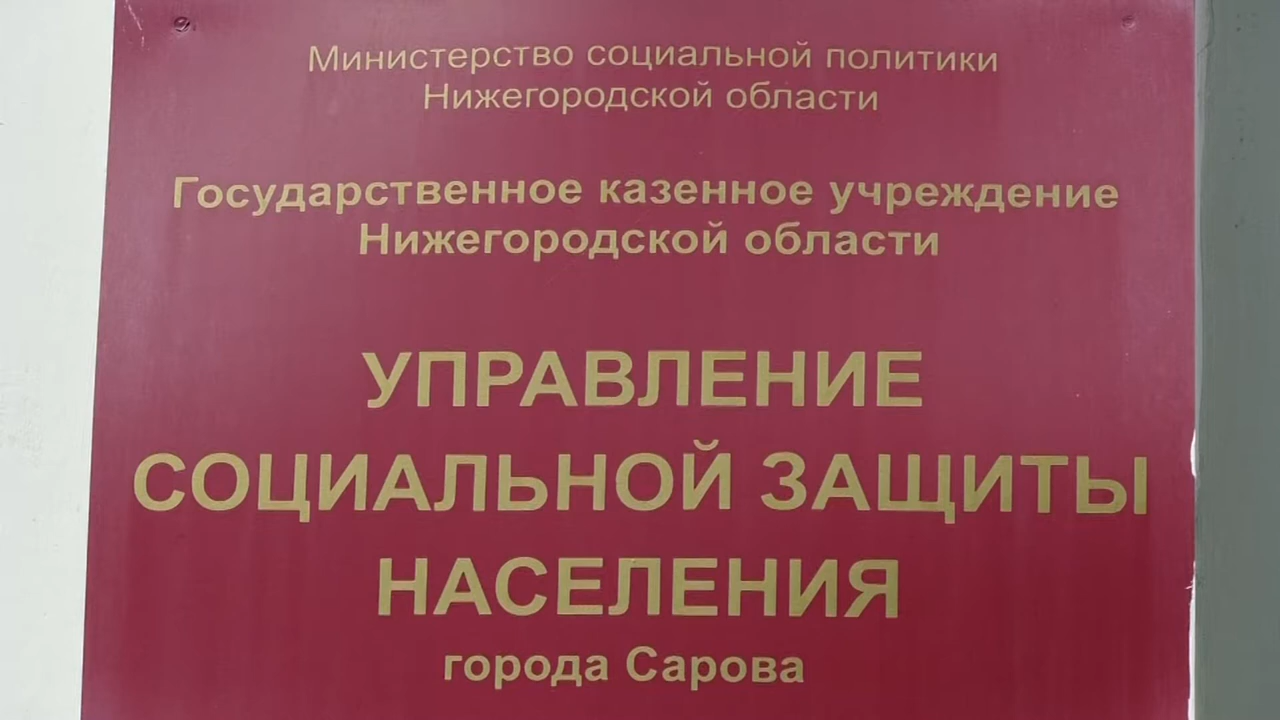 Министерство социальной политики
Нижегородской области
Государственное казенное учреждение
Нижегородской области
УПРАВЛЕНИЕ
СОЦИАЛЬНОЙ ЗАЩИТЫ
НАСЕЛЕНИЯ
города Сарова